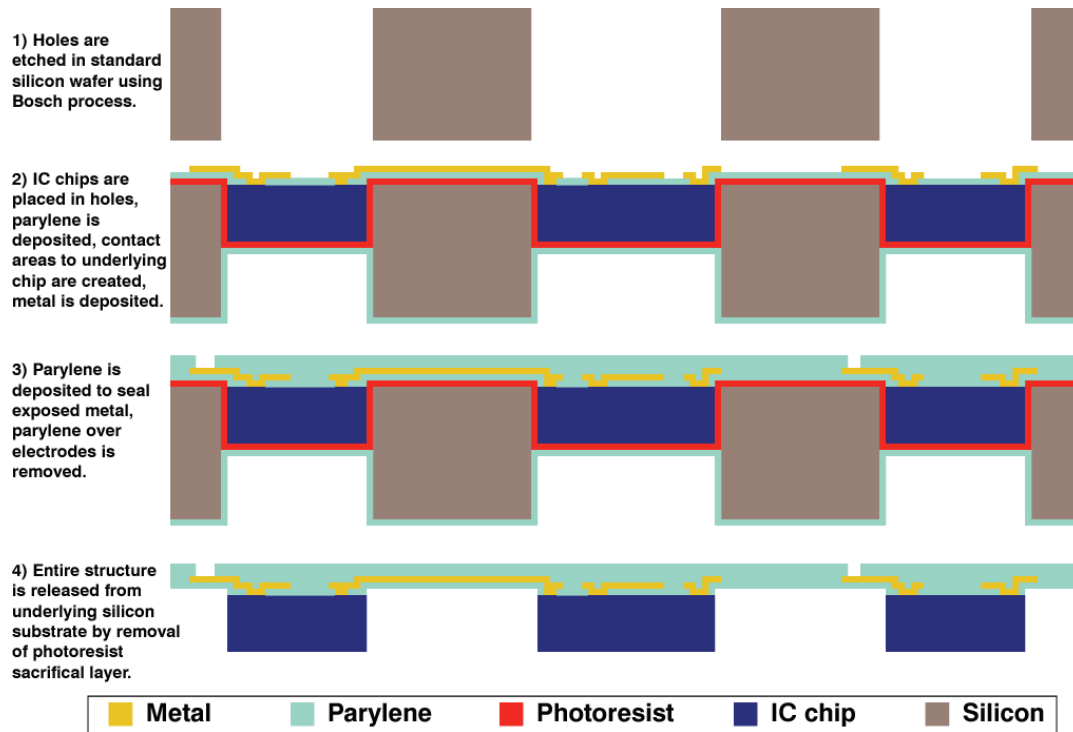 1) Holes are
etched in standard
silicon wafer using
Bosch process.
2) IC chips are
placed in holes,
parylene is
deposited, contact
areas to underlying
chip are created,
metal is deposited.
3) Parylene is
deposited to seal
exposed metal,
parylene over
electrodes is
removed.
4) Entire structure
is released from
underlying silicon
substrate by removal
of photoresist
sacrifical layer.
Metal Parylene Photoresist IC chip Silicon